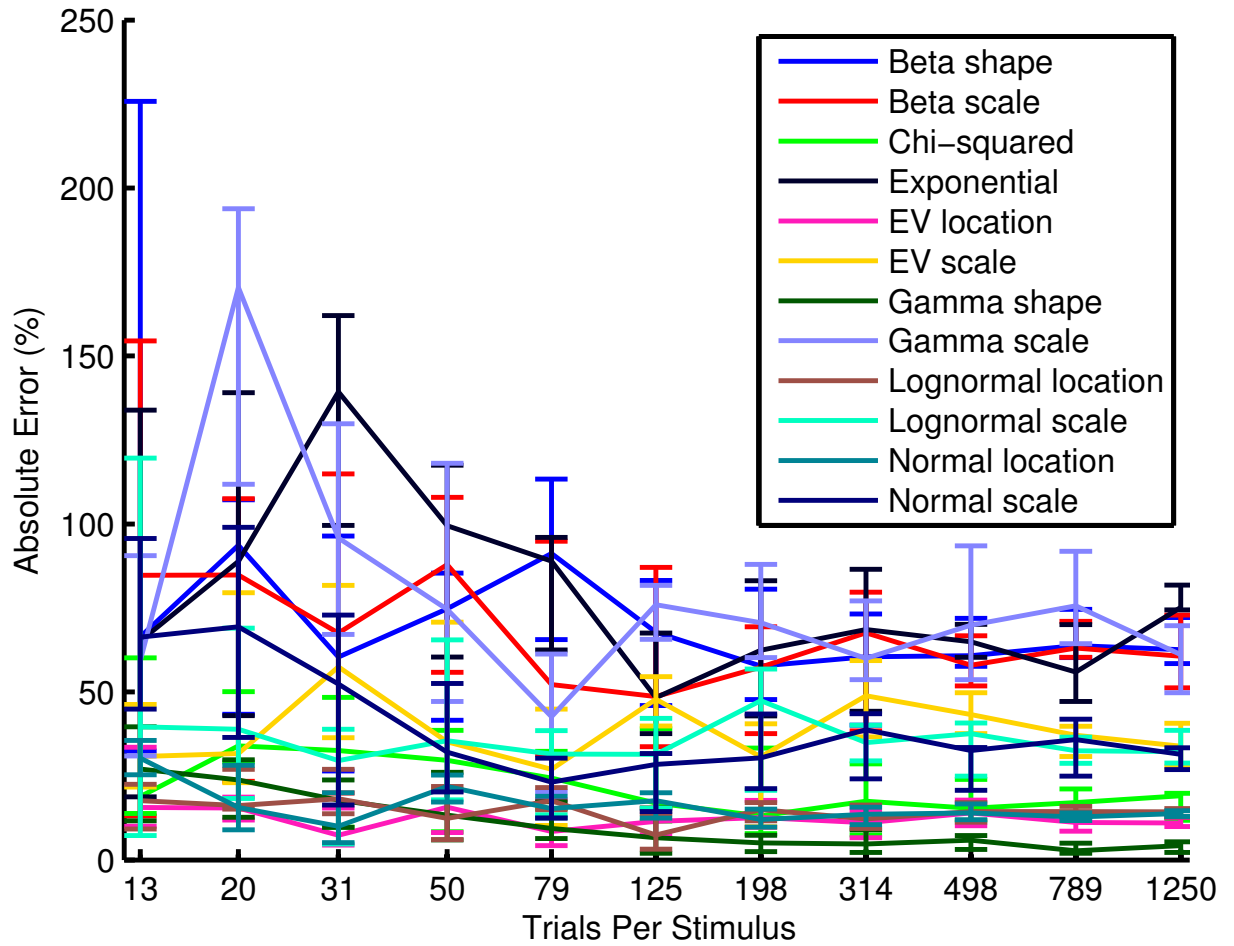 250
200
150
100
50
0
Absolute Error (%)
Beta shape
Beta scale
Chi−squared
Exponential
EV location
EV scale
Gamma shape
Gamma scale
Lognormal location
Lognormal scale
Normal location
Normal scale
13 20 31 50 79 125 198 314 498 789 1250
Trials Per Stimulus